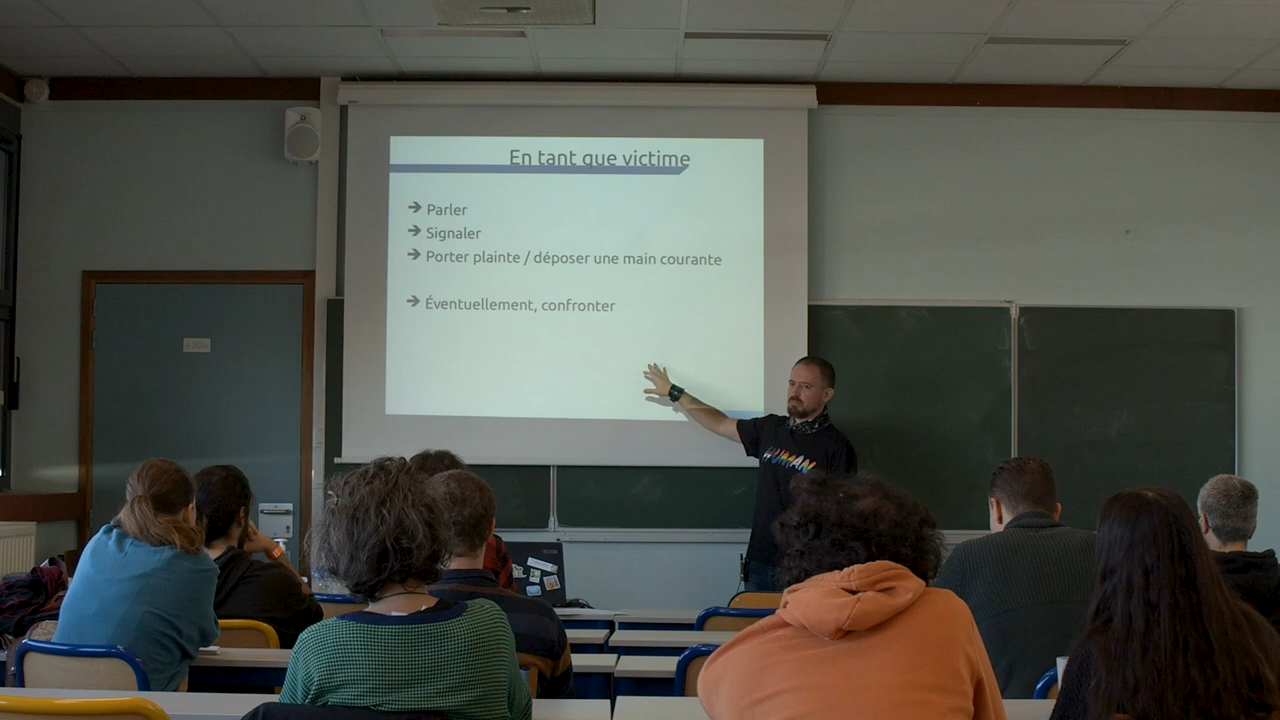 En tant que victime
➔ Parler
➔ Signaler
➔ Porter plainte / déposer une main courante
➔ Éventuellement, confronter
HUMAN